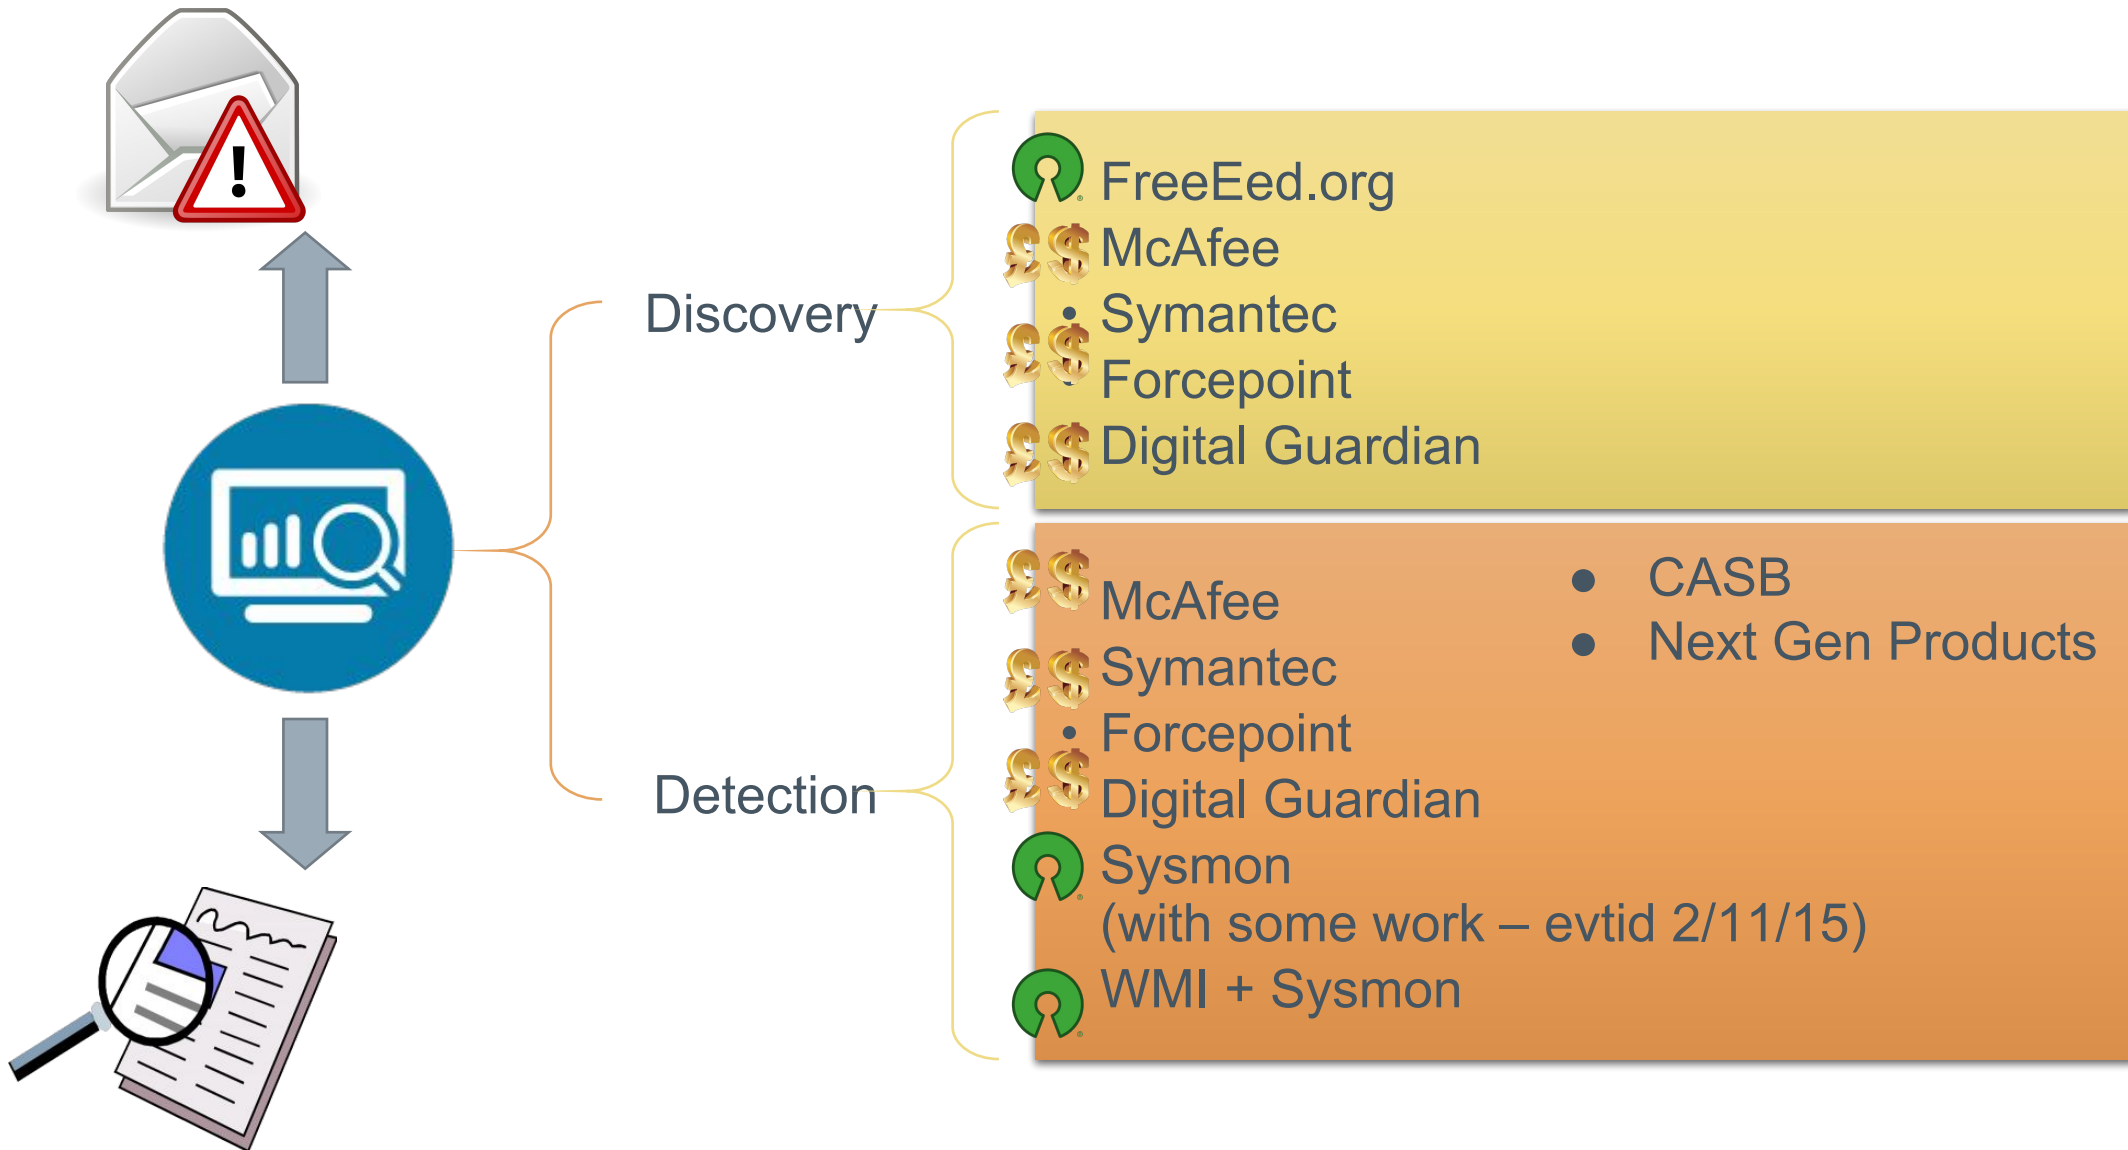 Discovery
FreeEed.org
McAfee
• Symantec
• Forcepoint
Digital Guardian
Detection
McAfee
Symantec
• Forcepoint
Digital Guardian
Sysmon
(with some work – evtid 2/11/15)
WMI + Sysmon
● CASB
● Next Gen Products